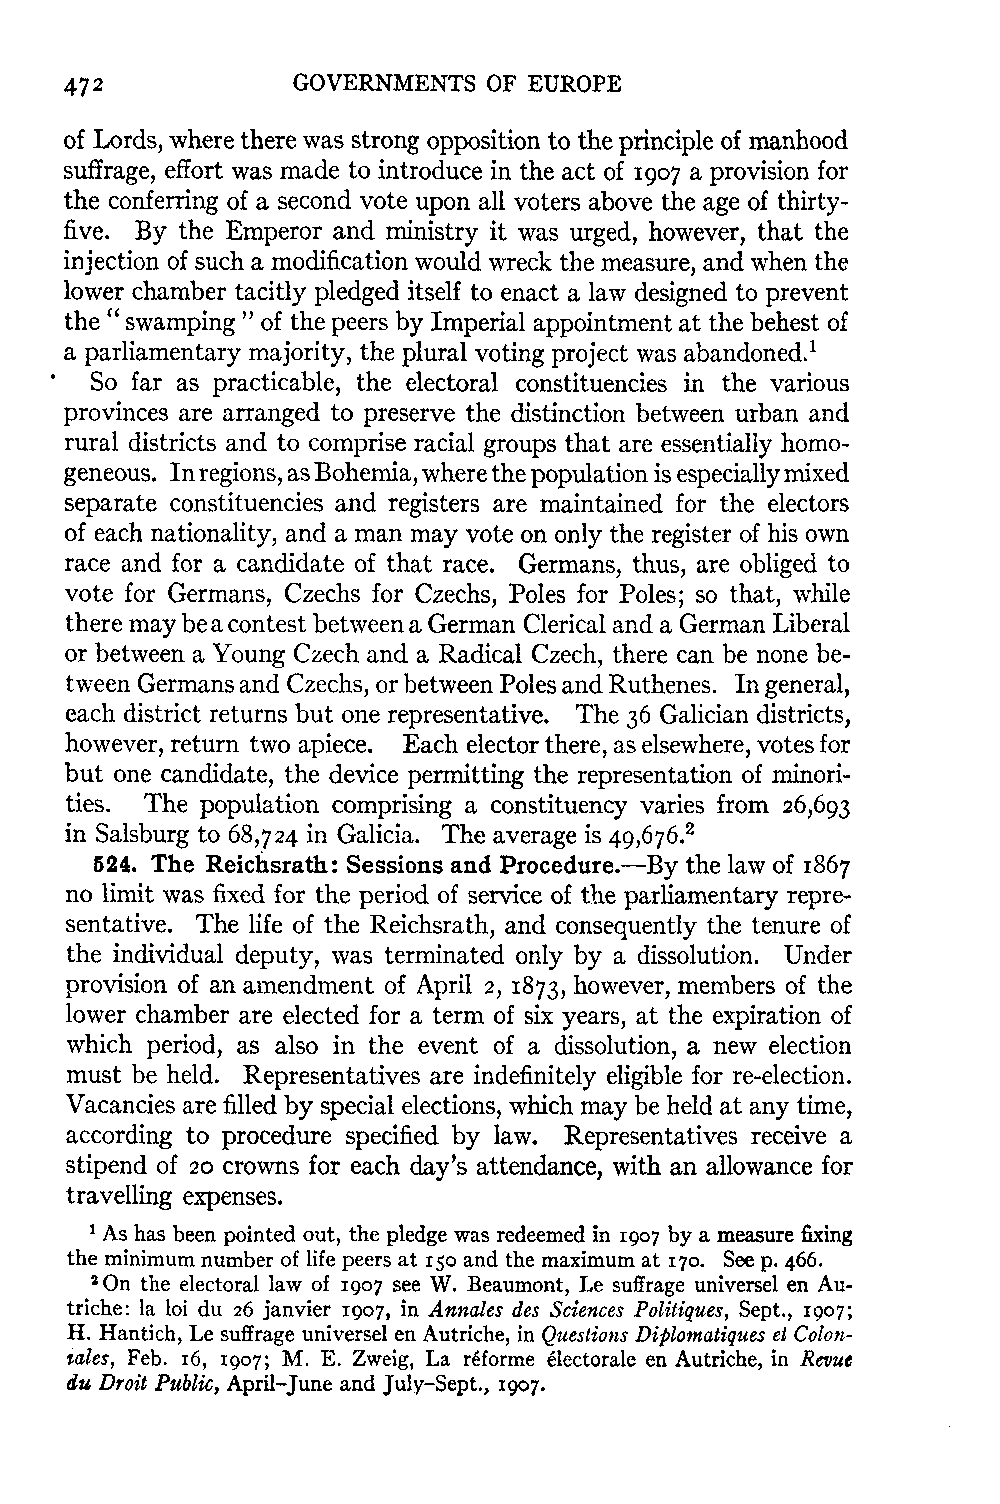 472 GOVERNMENTS OF EUROPE
of Lords, where there was strong opposition to the principle of manhood
suffrage, effort was made to introduce in the act of 1907 a provision for
the conferring of a second vote upon all voters above the age of thirty-
five. By the Emperor and ministry it was urged, however, that the
injection of such a modification would wreck the measure, and when the
lower chamber tacitly pledged itself to enact a law designed to prevent
the “ swamping ” of the peers by Imperial appointment at the behest of
a parliamentary majority, the plural voting project was abandoned.¹
So far as practicable, the electoral constituencies in the various
provinces are arranged to preserve the distinction between urban and
rural districts and to comprise racial groups that are essentially homo-
geneous. In regions, as Bohemia, where the population is especially mixed
separate constituencies and registers are maintained for the electors
of each nationality, and a man may vote on only the register of his own
race and for a candidate of that race. Germans, thus, are obliged to
vote for Germans, Czechs for Czechs, Poles for Poles; so that, while
there may be a contest between a German Clerical and a German Liberal
or between a Young Czech and a Radical Czech, there can be none be-
tween Germans and Czechs, or between Poles and Ruthenes. In general,
each district returns but one representative. The 36 Galician districts,
however, return two apiece. Each elector there, as elsewhere, votes for
but one candidate, the device permitting the representation of minori-
ties. The population comprising a constituency varies from 26,693
in Salsburg to 68,724 in Galicia. The average is 49,676.²
524. The Reichsrath: Sessions and Procedure.—By the law of 1867
no limit was fixed for the period of service of the parliamentary repre-
sentative. The life of the Reichsrath, and consequently the tenure of
the individual deputy, was terminated only by a dissolution. Under
provision of an amendment of April 2, 1873, however, members of the
lower chamber are elected for a term of six years, at the expiration of
which period, as also in the event of a dissolution, a new election
must be held. Representatives are indefinitely eligible for re-election.
Vacancies are filled by special elections, which may be held at any time,
according to procedure specified by law. Representatives receive a
stipend of 20 crowns for each day’s attendance, with an allowance for
travelling expenses.
¹ As has been pointed out, the pledge was redeemed in 1907 by a measure fixing
the minimum number of life peers at 150 and the maximum at 170. See p. 466.
² On the electoral law of 1907 see W. Beaumont, Le suffrage universel en Au-
triche: la loi du 26 janvier 1907, in Annales des Sciences Politiques, Sept., 1907;
H. Hantich, Le suffrage universel en Autriche, in Questions Diplomatiques et Colon-
iales, Feb. 16, 1907; M. E. Zweig, La réforme électorale en Autriche, in Revue
du Droit Public, April–June and July–Sept., 1907.